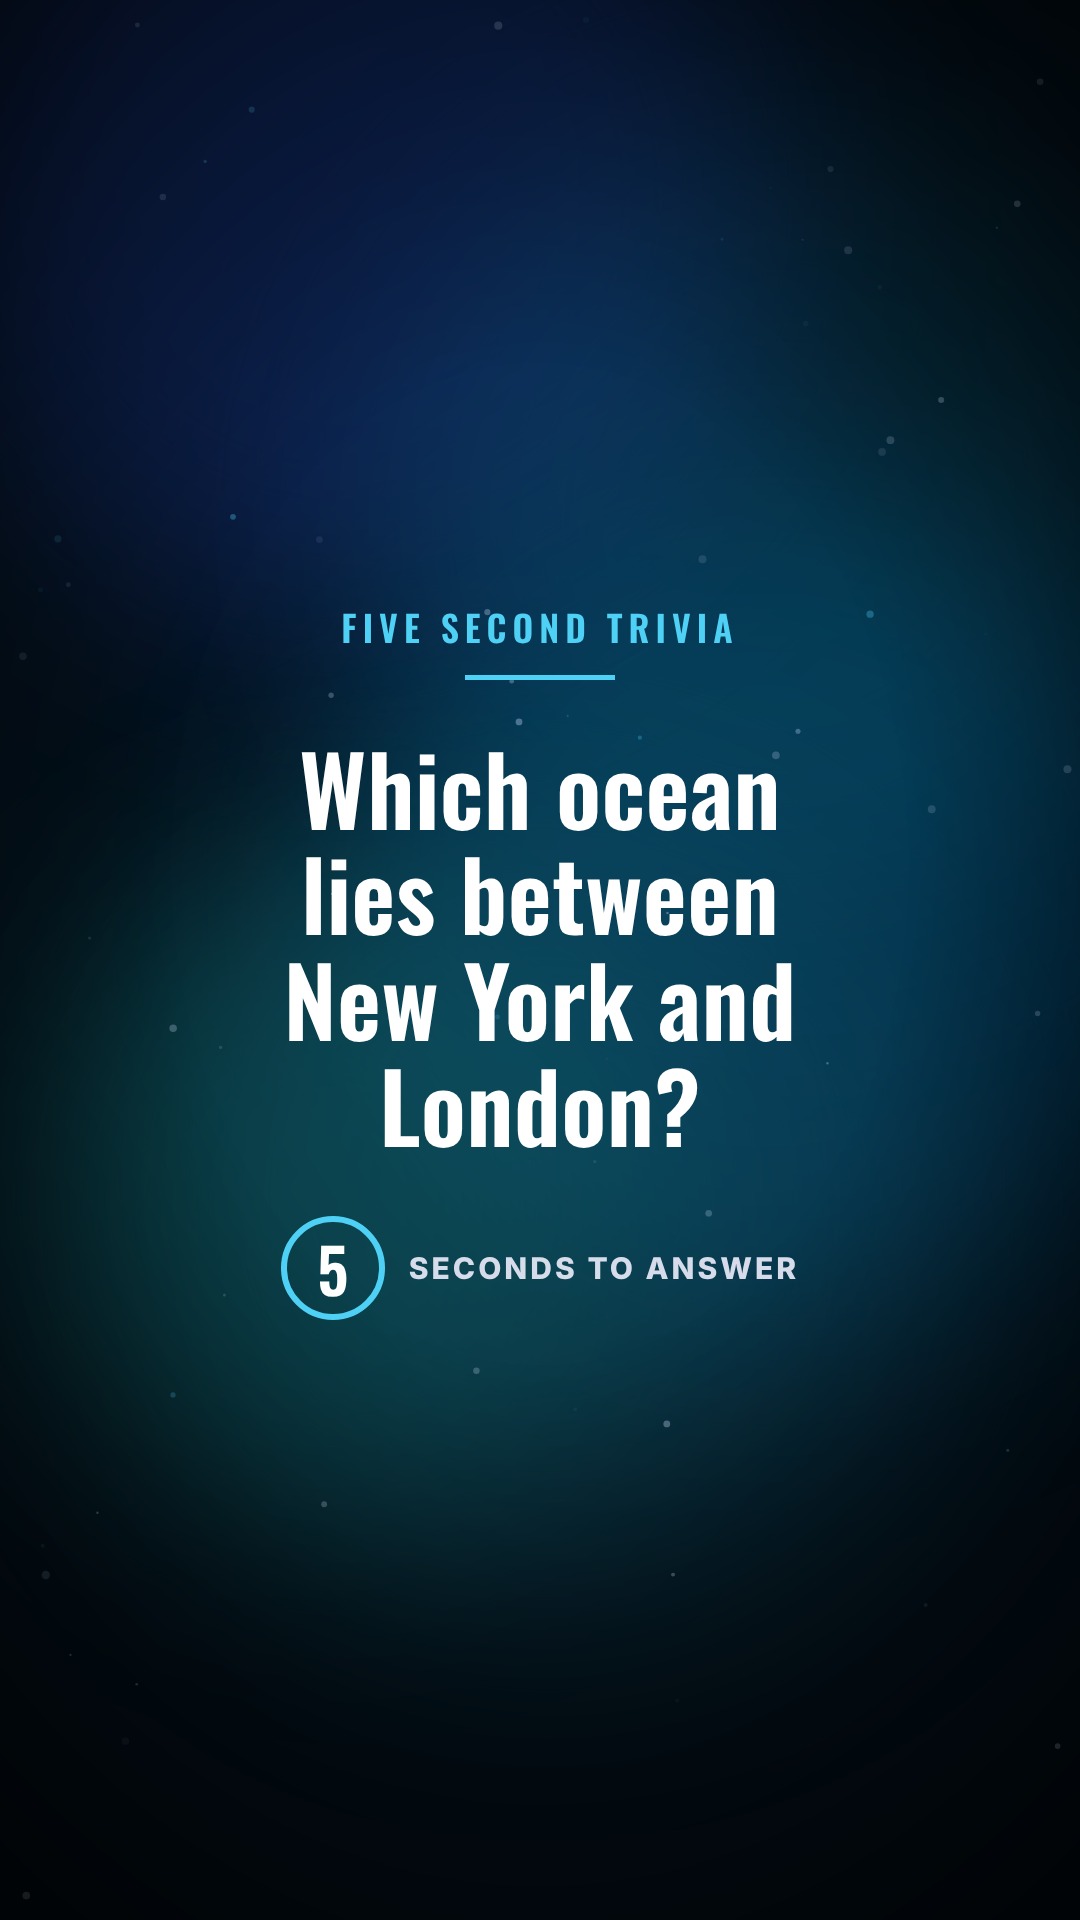 FIVE SECOND TRIVIA
Which ocean
lies between
New York and
London?
5 SECONDS TO ANSWER